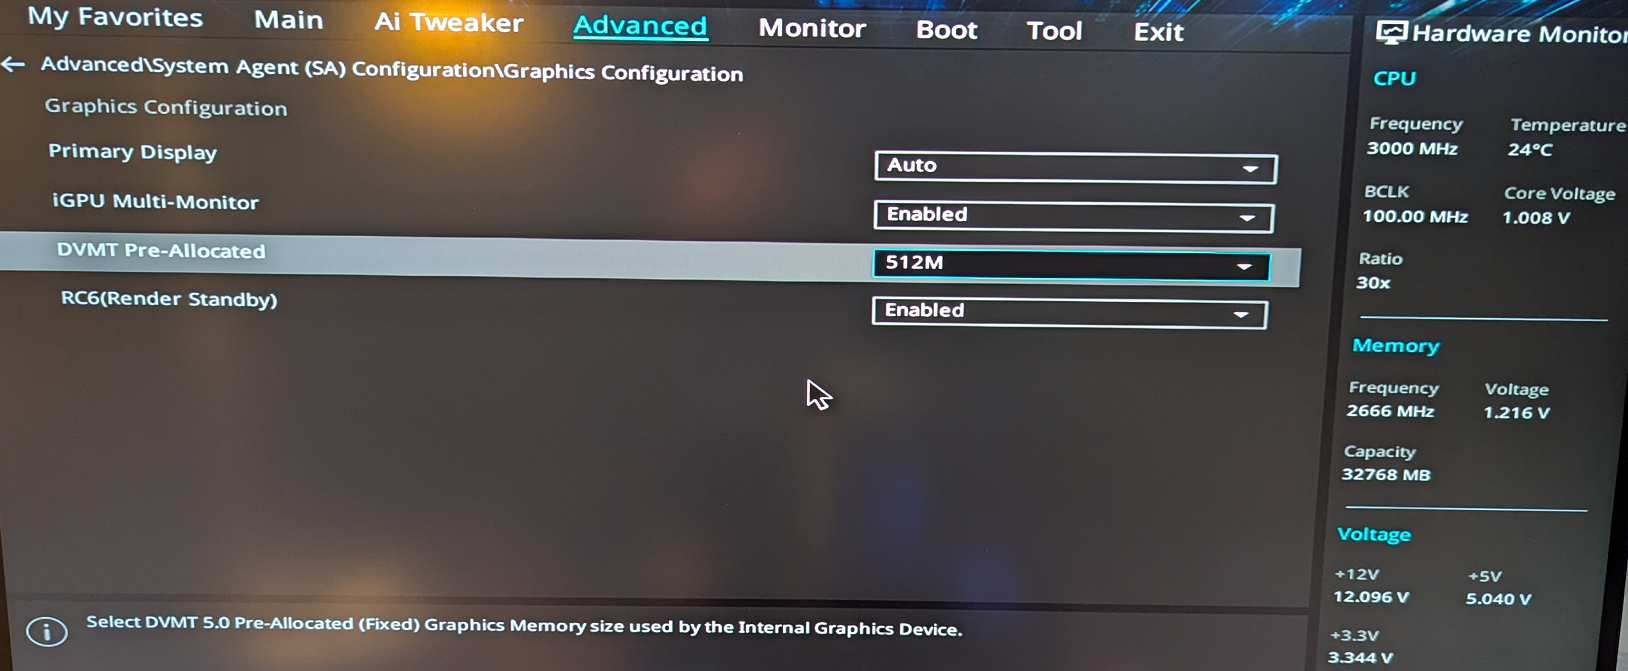 My Favorites Main Ai Tweaker Advanced Monitor Boot Tool Exit
Advanced\System Agent (SA) Configuration\Graphics Configuration
Graphics Configuration
Primary Display Auto
iGPU Multi-Monitor Enabled
DVMT Pre-Allocated 512M
RC6(Render Standby) Enabled
Select DVMT 5.0 Pre-Allocated (Fixed) Graphics Memory size used by the Internal Graphics Device.
Hardware Monitor
CPU
Frequency Temperature
3000 MHz 24°C
BCLK Core Voltage
100.00 MHz 1.008 V
Ratio
30x
Memory
Frequency Voltage
2666 MHz 1.216 V
Capacity
32768 MB
Voltage
+12V +5V
12.096 V 5.040 V
+3.3V
3.344 V